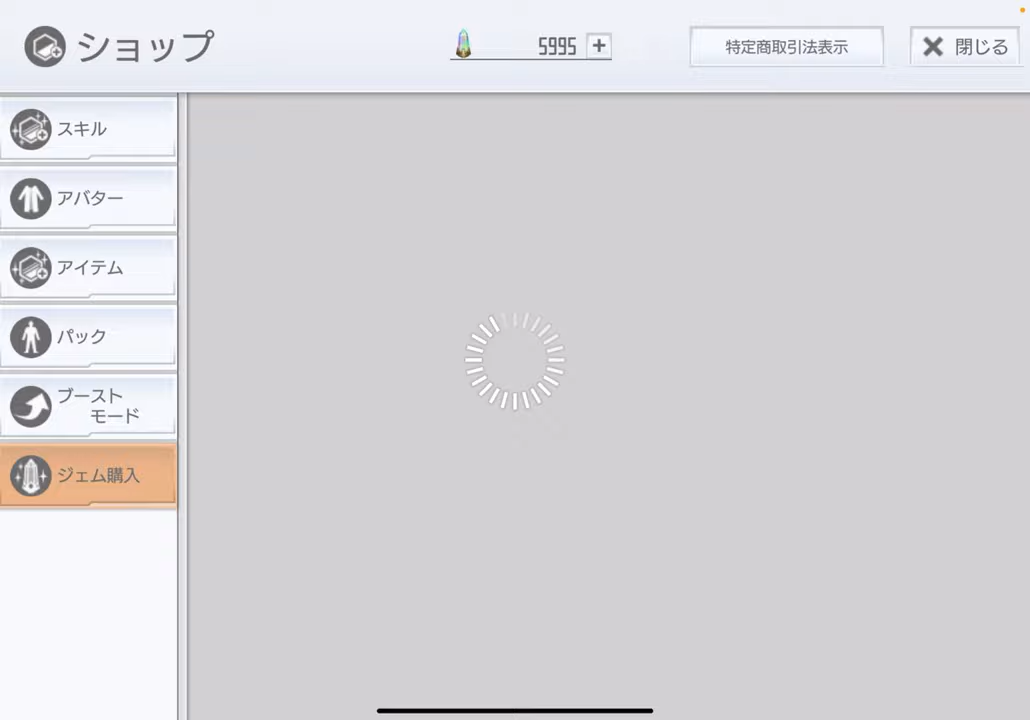 ショップ
5995
特定商取引法表示
閉じる
スキル
アバター
アイテム
パック
ブースト
モード
ジェム購入